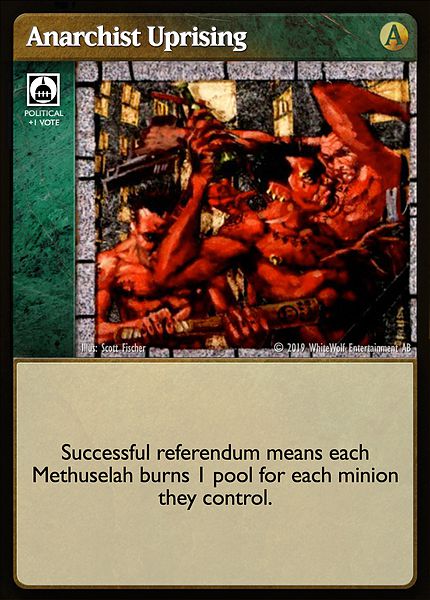 Anarchist Uprising
A
POLITICAL
+1 VOTE
Illus: Scott Fischer
© 2019 WhiteWolf Entertainment AB
Successful referendum means each
Methuselah burns 1 pool for each minion
they control.